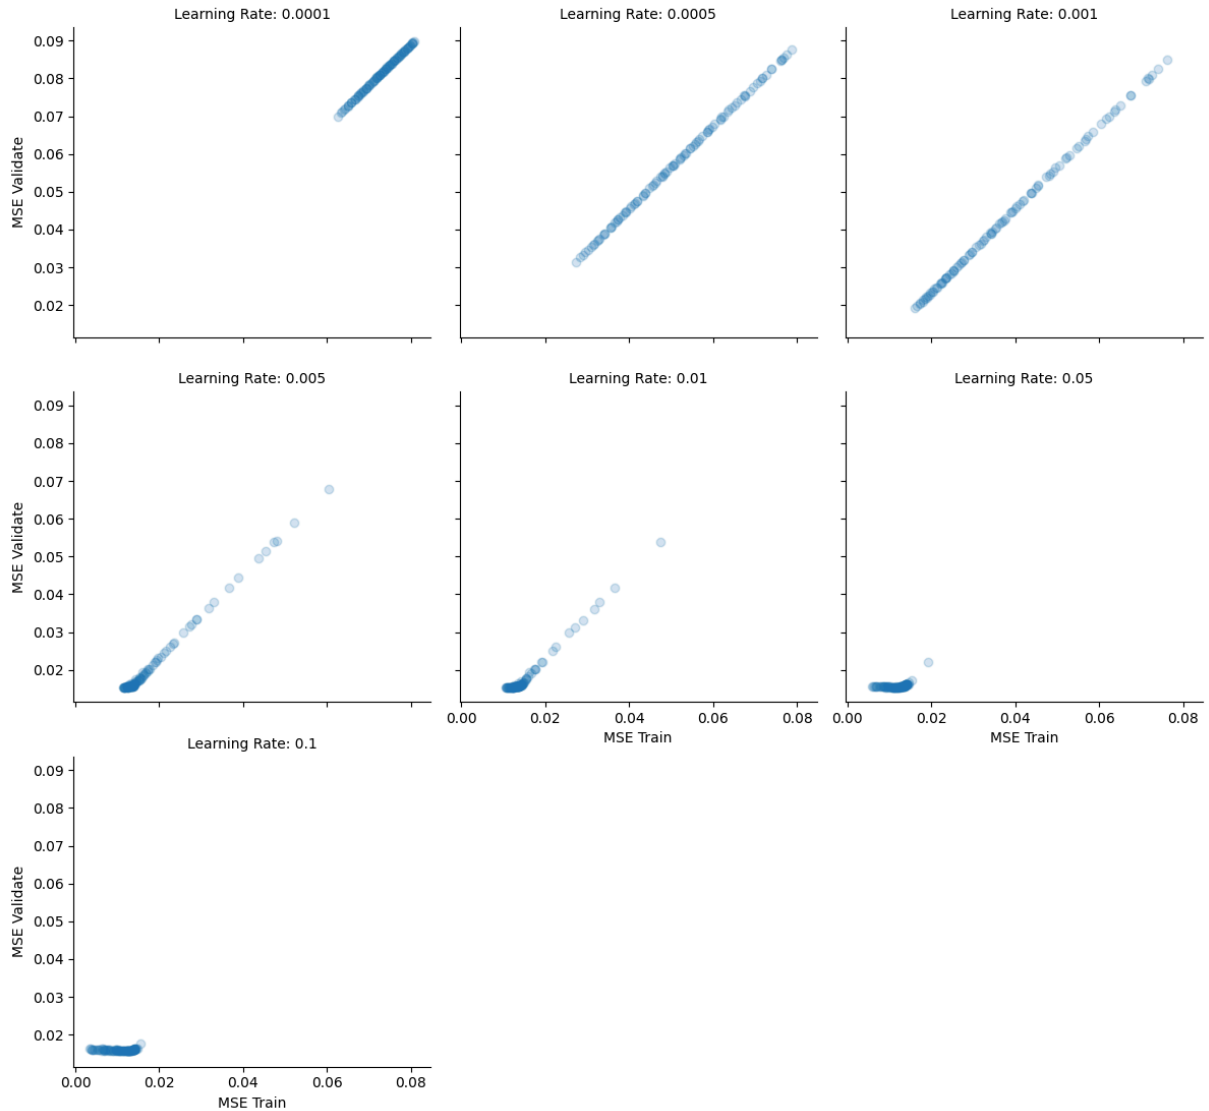 Learning Rate: 0.0001
Learning Rate: 0.0005
Learning Rate: 0.001
0.09
0.08
0.07
0.06
0.05
0.04
0.03
0.02
MSE Validate
Learning Rate: 0.005
Learning Rate: 0.01
Learning Rate: 0.05
0.09
0.08
0.07
0.06
0.05
0.04
0.03
0.02
MSE Validate
0.00 0.02 0.04 0.06 0.08
MSE Train
0.00 0.02 0.04 0.06 0.08
MSE Train
Learning Rate: 0.1
0.09
0.08
0.07
0.06
0.05
0.04
0.03
0.02
MSE Validate
0.00 0.02 0.04 0.06 0.08
MSE Train